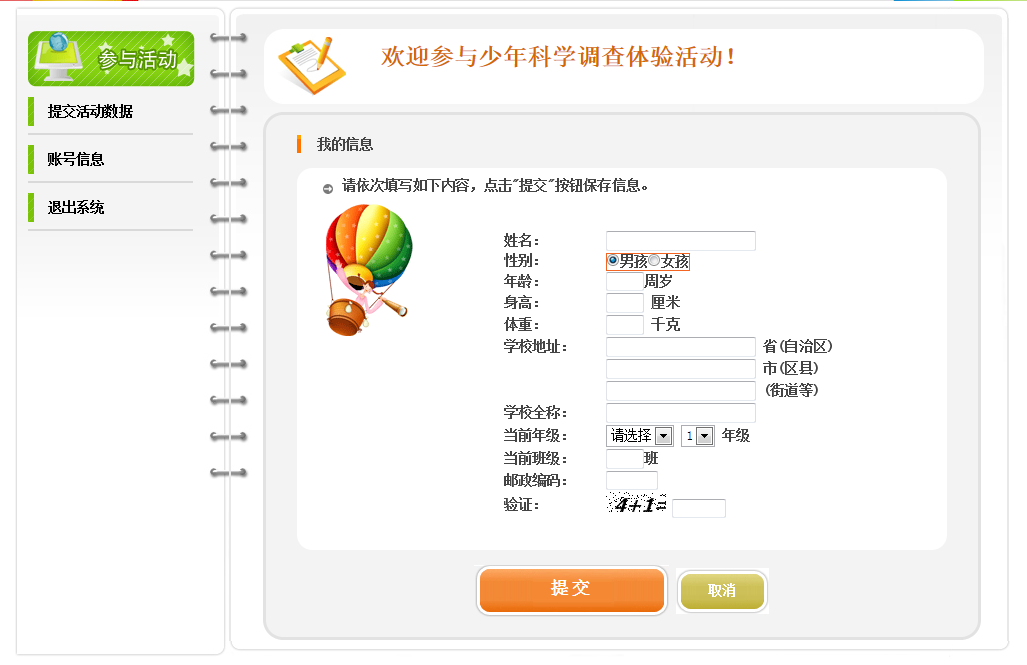 参与活动
提交活动数据
账号信息
退出系统
欢迎参与少年科学调查体验活动！
我的信息
请依次填写如下内容，点击"提交"按钮保存信息。
姓名：
性别： 男孩 女孩
年龄： 周岁
身高： 厘米
体重： 千克
学校地址： 省(自治区)
市(区县)
(街道等)
学校全称：
当前年级： 请选择 1 年级
当前班级： 班
邮政编码：
验证： 4+1=
提交 取消